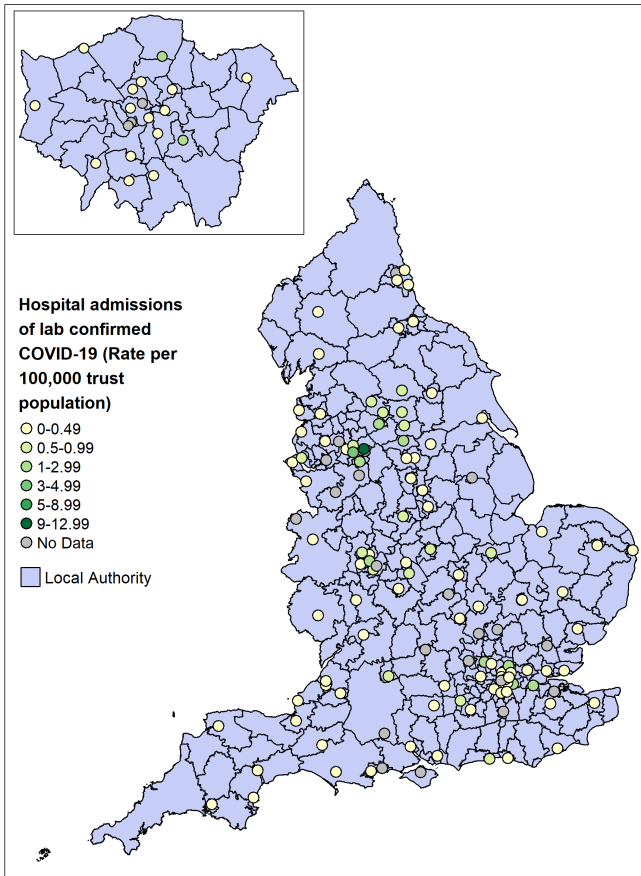 Hospital admissions
of lab confirmed
COVID-19 (Rate per
100,000 trust
population)
0-0.49
0.5-0.99
1-2.99
3-4.99
5-8.99
9-12.99
No Data
Local Authority